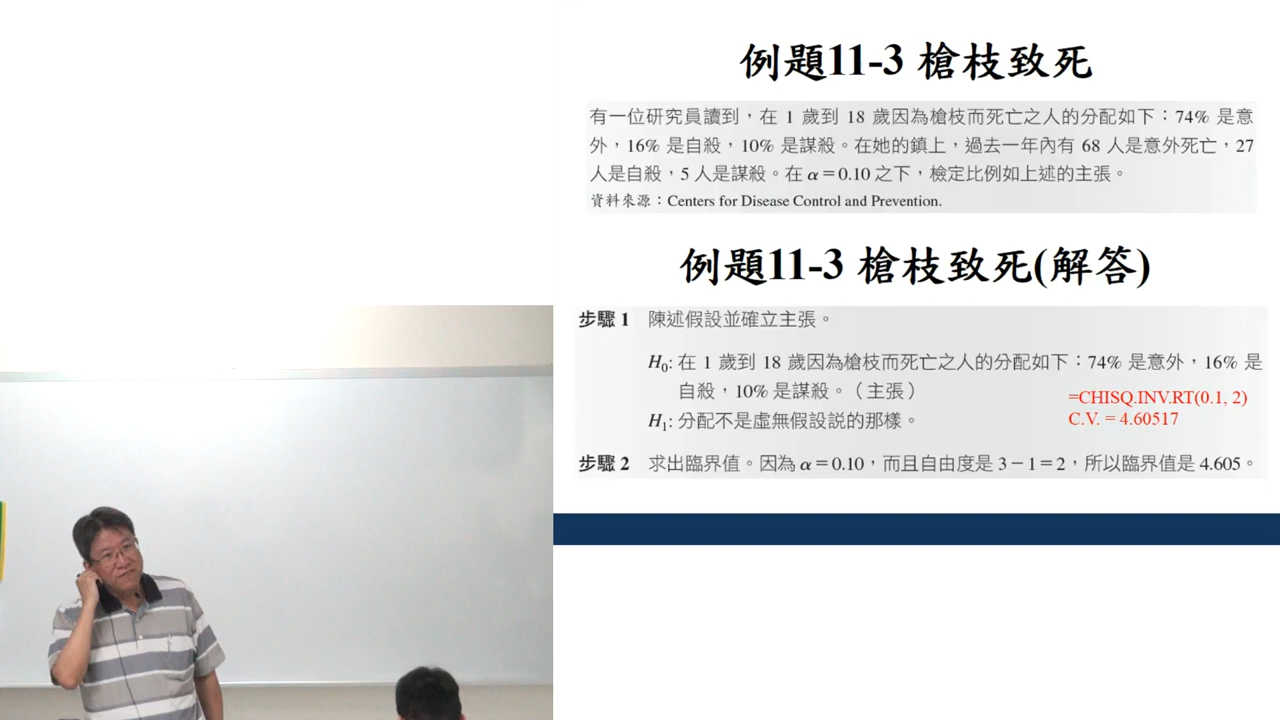 例題11-3 槍枝致死
有一位研究員讀到，在 1 歲到 18 歲因為槍枝而死亡之人的分配如下：74% 是意
外，16% 是自殺，10% 是謀殺。在她的鎮上，過去一年內有 68 人是意外死亡，27
人是自殺，5 人是謀殺。在 α＝0.10 之下，檢定比例如上述的主張。
資料來源：Centers for Disease Control and Prevention.
例題11-3 槍枝致死(解答)
步驟 1 陳述假設並確立主張。
H₀: 在 1 歲到 18 歲因為槍枝而死亡之人的分配如下：74% 是意外，16% 是
自殺，10% 是謀殺。（主張）
=CHISQ.INV.RT(0.1, 2)
C.V. = 4.60517
H₁: 分配不是虛無假設説的那樣。
步驟 2 求出臨界值。因為 α＝0.10，而且自由度是 3－1＝2，所以臨界值是 4.605。